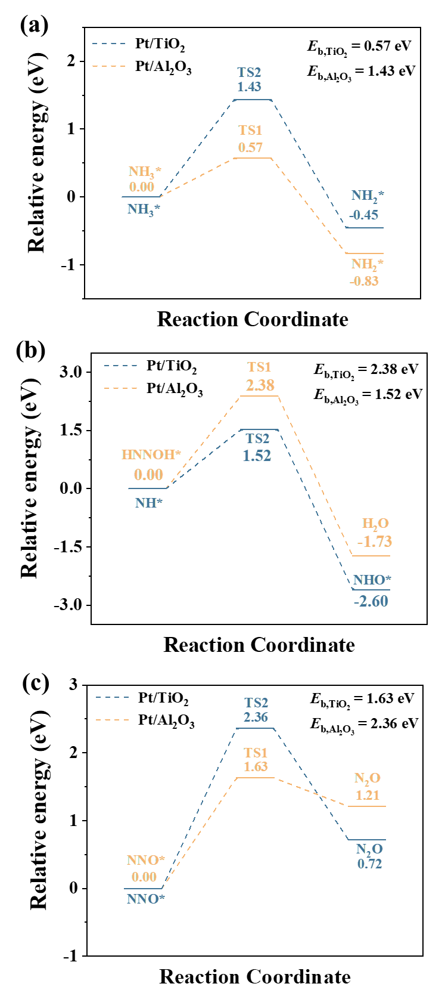 (a)
Pt/TiO₂
Pt/Al₂O₃
E_b,TiO₂ = 0.57 eV
E_b,Al₂O₃ = 1.43 eV
TS2
1.43
TS1
0.57
NH₃*
0.00
NH₃*
NH₂*
-0.45
NH₂*
-0.83
2
1
0
-1
Relative energy (eV)
Reaction Coordinate
(b)
Pt/TiO₂
Pt/Al₂O₃
E_b,TiO₂ = 2.38 eV
E_b,Al₂O₃ = 1.52 eV
TS1
2.38
TS2
1.52
HNNOH*
0.00
NH*
H₂O
-1.73
NHO*
-2.60
3.0
1.5
0.0
-1.5
-3.0
Relative energy (eV)
Reaction Coordinate
(c)
Pt/TiO₂
Pt/Al₂O₃
E_b,TiO₂ = 1.63 eV
E_b,Al₂O₃ = 2.36 eV
TS2
2.36
TS1
1.63
N₂O
1.21
N₂O
0.72
NNO*
0.00
NNO*
3
2
1
0
-1
Relative energy (eV)
Reaction Coordinate